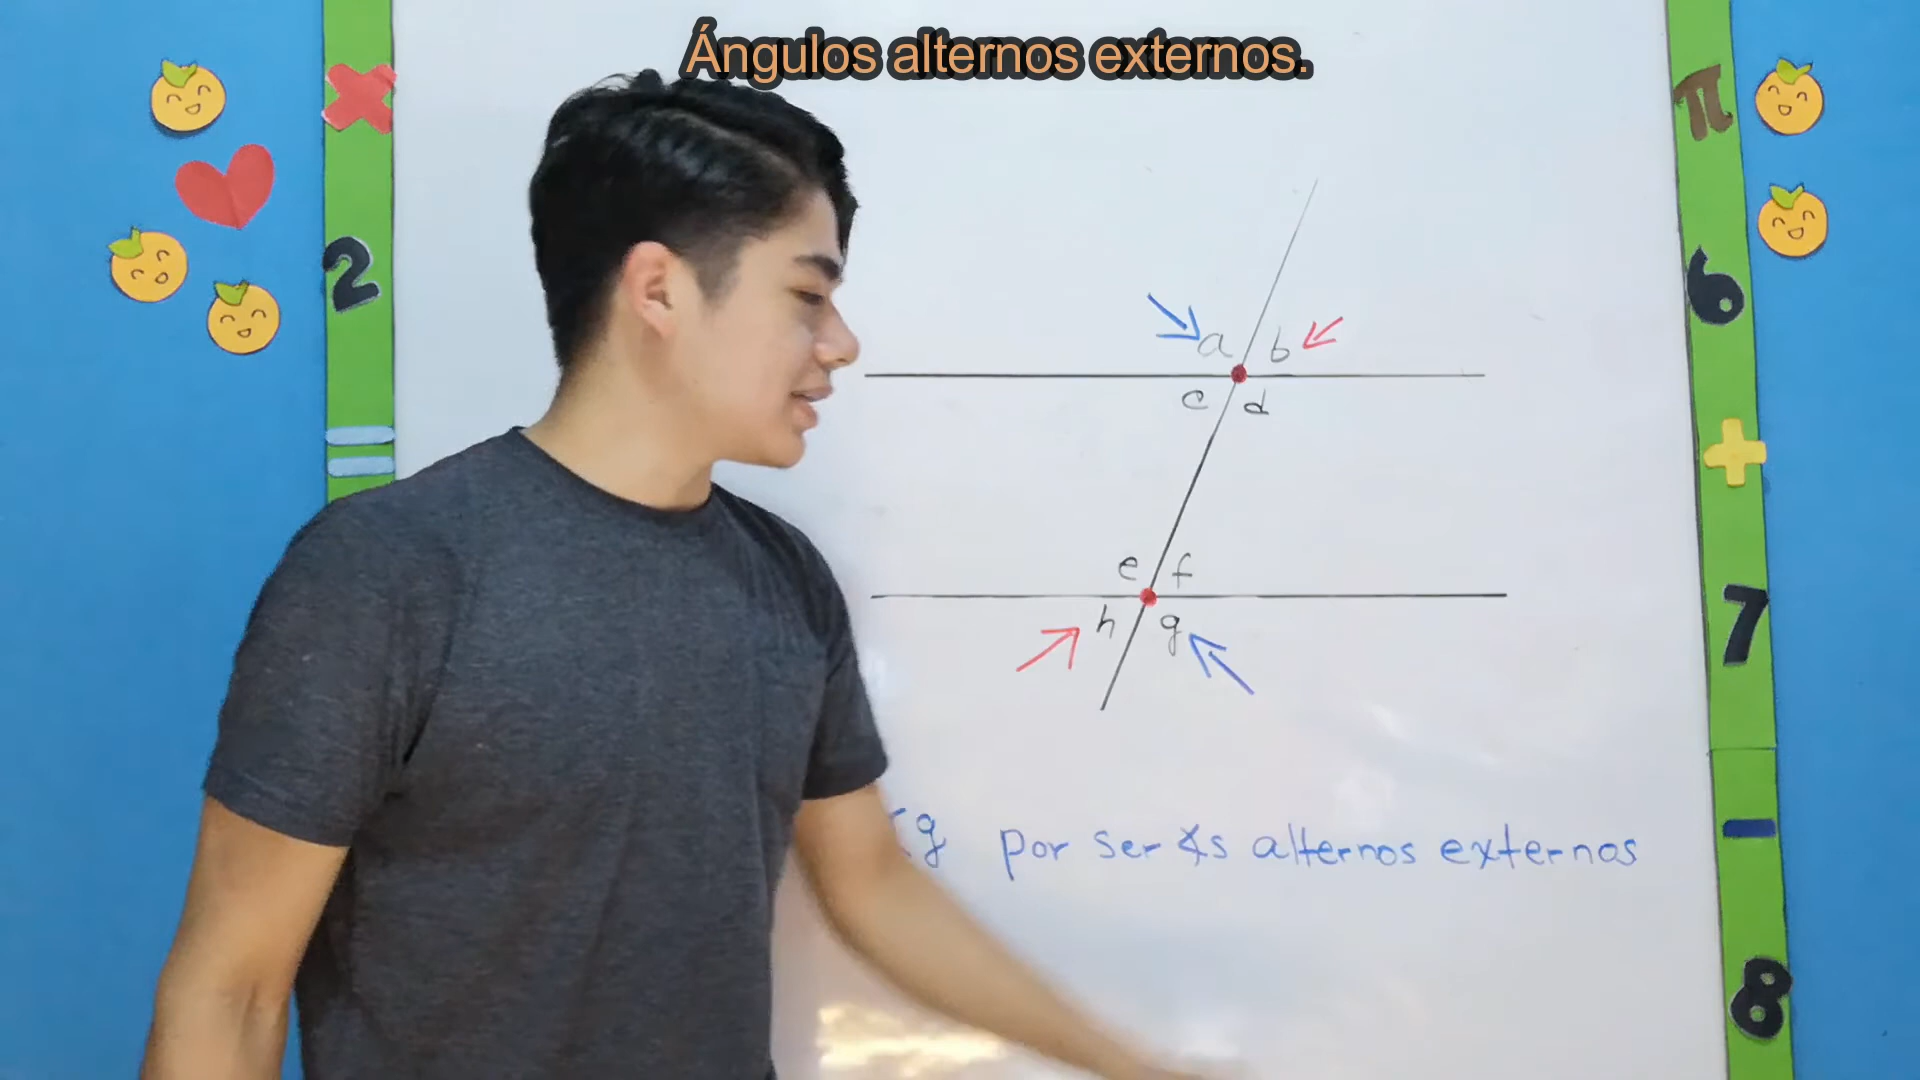 Ángulos alternos externos.
2
=
π
6
+
7
-
8
a b
c d
e f
h g
∢g por ser ∢s alternos externos